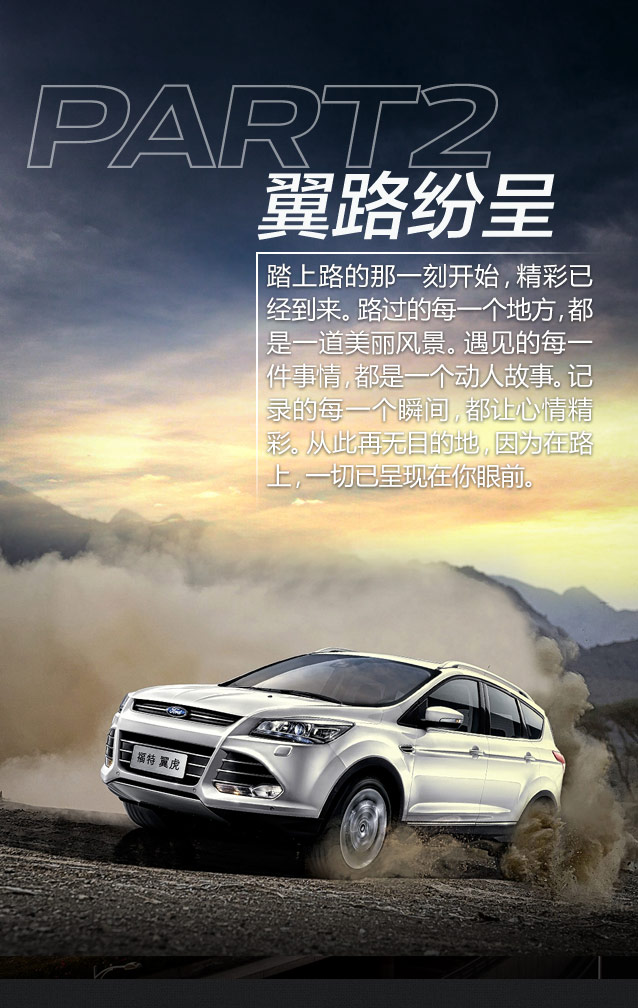 PART2
翼路纷呈
踏上路的那一刻开始,精彩已
经到来。路过的每一个地方,都
是一道美丽风景。遇见的每一
件事情,都是一个动人故事。记
录的每一个瞬间,都让心情精
彩。从此再无目的地,因为在路
上,一切已呈现在你眼前。
Ford
福特 翼虎